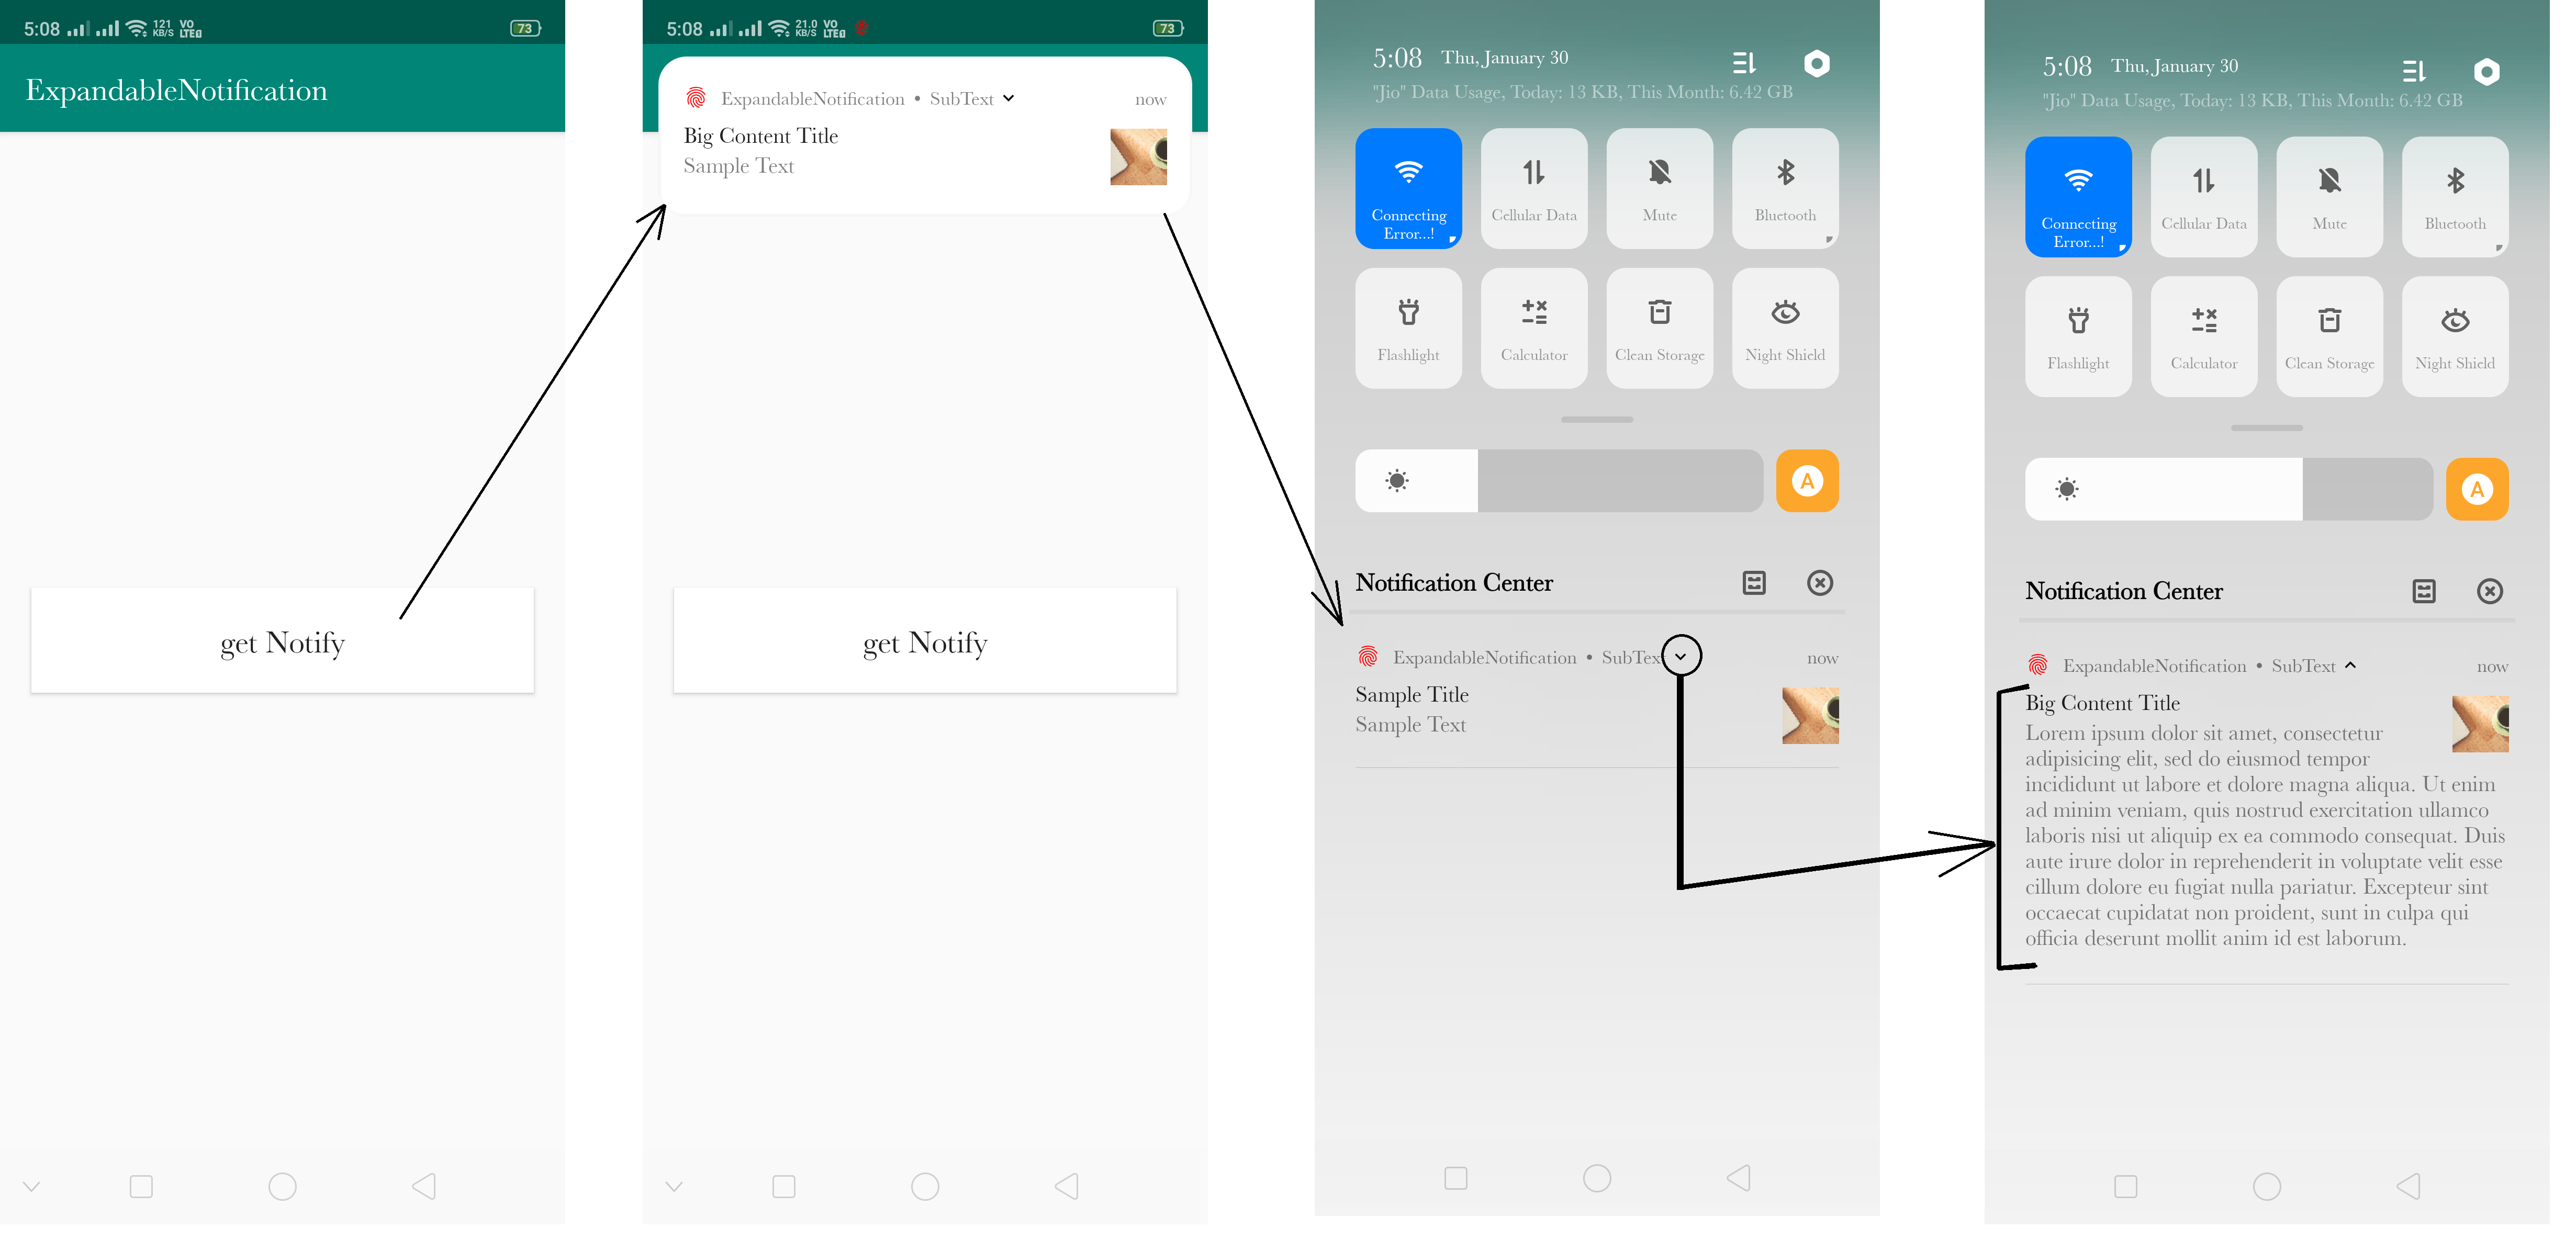 5:08 121 KB/S VO LTE 73
ExpandableNotification
get Notify
5:08 21.0 KB/S VO LTE 73
ExpandableNotification • SubText now
Big Content Title
Sample Text
get Notify
5:08 Thu, January 30
"Jio" Data Usage, Today: 13 KB, This Month: 6.42 GB
Connecting Error...!
Cellular Data
Mute
Bluetooth
Flashlight
Calculator
Clean Storage
Night Shield
A
Notification Center
ExpandableNotification • SubTex now
Sample Title
Sample Text
5:08 Thu, January 30
"Jio" Data Usage, Today: 13 KB, This Month: 6.42 GB
Connecting Error...!
Cellular Data
Mute
Bluetooth
Flashlight
Calculator
Clean Storage
Night Shield
A
Notification Center
ExpandableNotification • SubText now
Big Content Title
Lorem ipsum dolor sit amet, consectetur
adipisicing elit, sed do eiusmod tempor
incididunt ut labore et dolore magna aliqua. Ut enim
ad minim veniam, quis nostrud exercitation ullamco
laboris nisi ut aliquip ex ea commodo consequat. Duis
aute irure dolor in reprehenderit in voluptate velit esse
cillum dolore eu fugiat nulla pariatur. Excepteur sint
occaecat cupidatat non proident, sunt in culpa qui
officia deserunt mollit anim id est laborum.